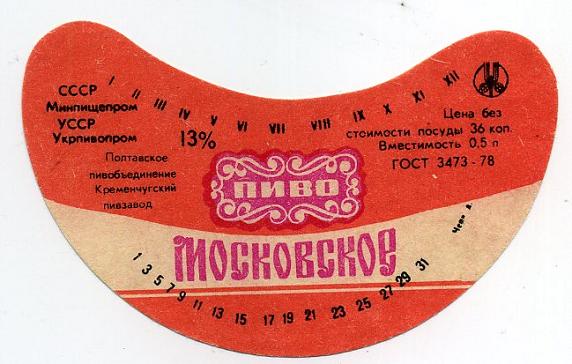 I II III IV V VI VII VIII IX X XI XII
СССР
Минпищепром
УССР
Укрпивопром
13%
Полтавское
пивобъединение
Кременчугский
пивзавод
Цена без
стоимости посуды 36 коп.
Вместимость 0,5 л
ГОСТ 3473-78
ПИВО
МОСКОВСКОЕ
1 3 5 7 9 11 13 15 17 19 21 23 25 27 29 31